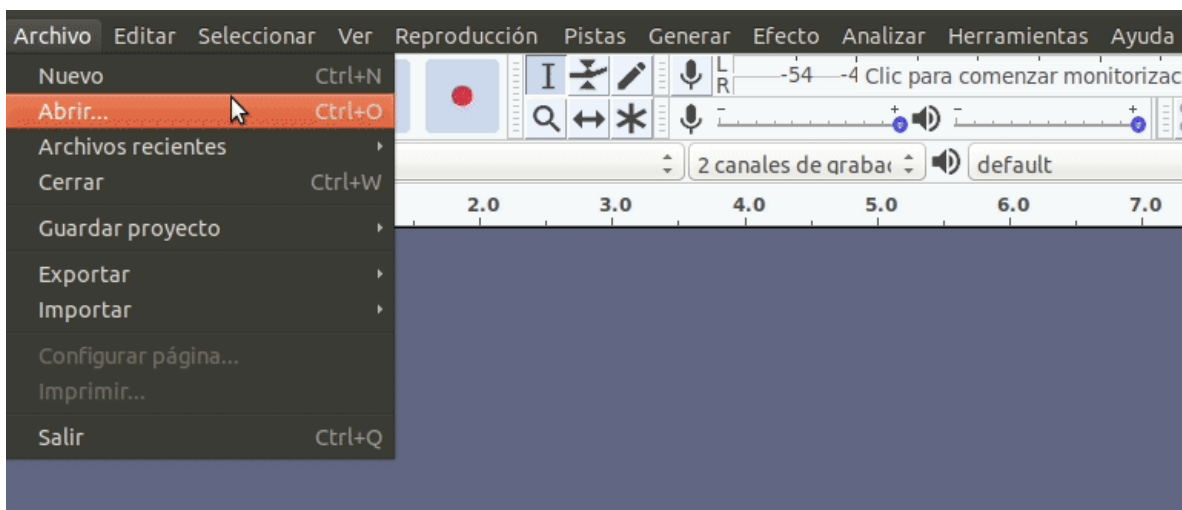 Archivo Editar Seleccionar Ver Reproducción Pistas Generar Efecto Analizar Herramientas Ayuda
Nuevo Ctrl+N
Abrir... Ctrl+O
Archivos recientes
Cerrar Ctrl+W
Guardar proyecto
Exportar
Importar
Configurar página...
Imprimir...
Salir Ctrl+Q
L
R
-54 -4 Clic para comenzar monitorizac
- +
- +
2 canales de grabac
default
2.0 3.0 4.0 5.0 6.0 7.0